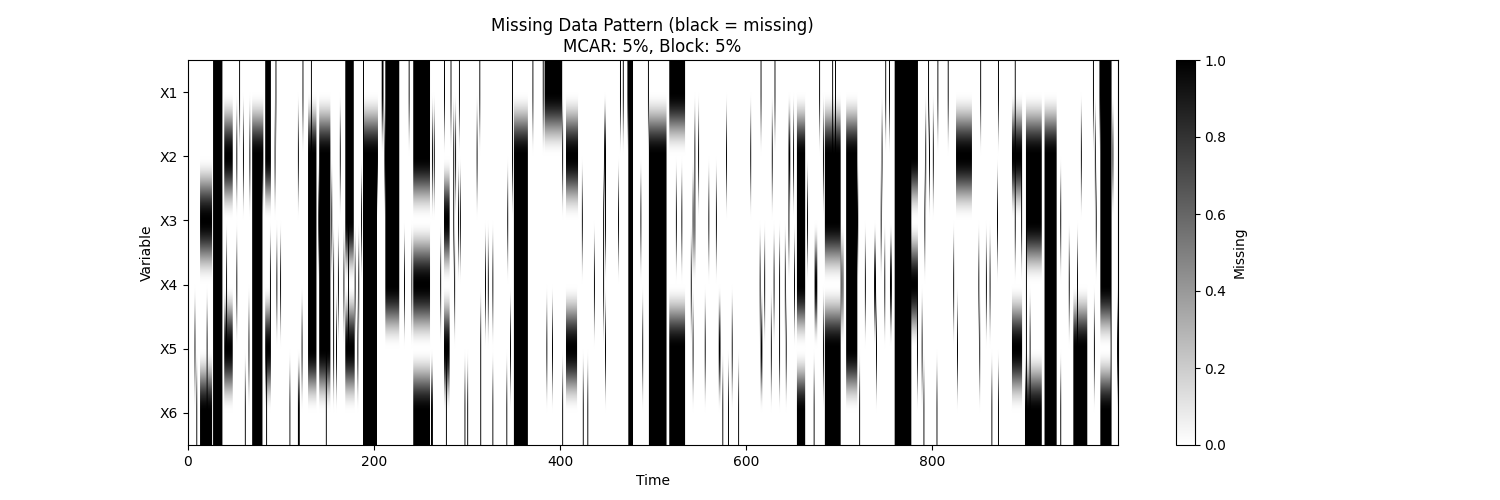 Missing Data Pattern (black = missing)
MCAR: 5%, Block: 5%
X1
X2
X3
X4
X5
X6
Variable
0
200
400
600
800
Time
1.0
0.8
0.6
0.4
0.2
0.0
Missing